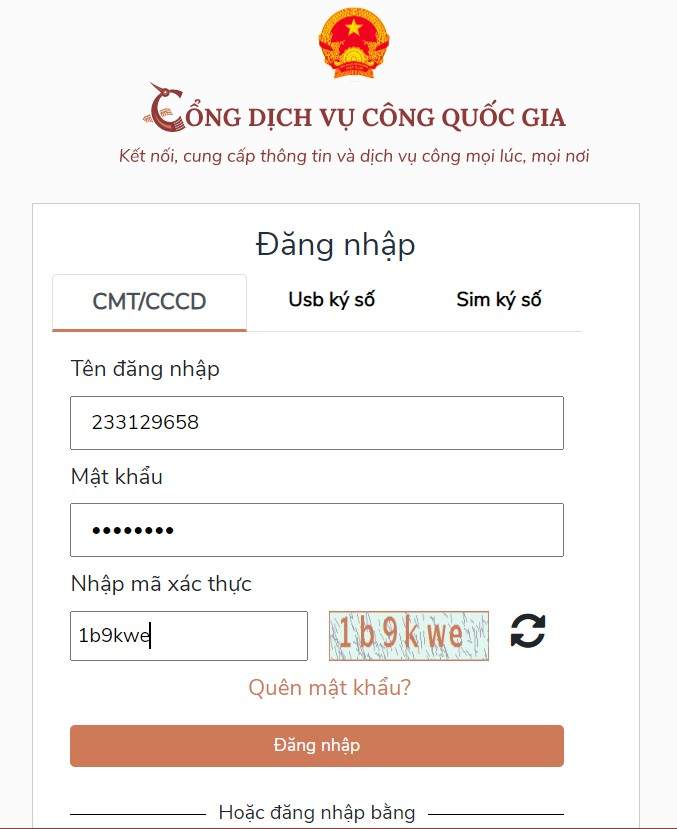 CỔNG DỊCH VỤ CÔNG QUỐC GIA
Kết nối, cung cấp thông tin và dịch vụ công mọi lúc, mọi nơi
Đăng nhập
CMT/CCCD Usb ký số Sim ký số
Tên đăng nhập
233129658
Mật khẩu
••••••••
Nhập mã xác thực
1b9kwe 1b9kwe
Quên mật khẩu?
Đăng nhập
Hoặc đăng nhập bằng